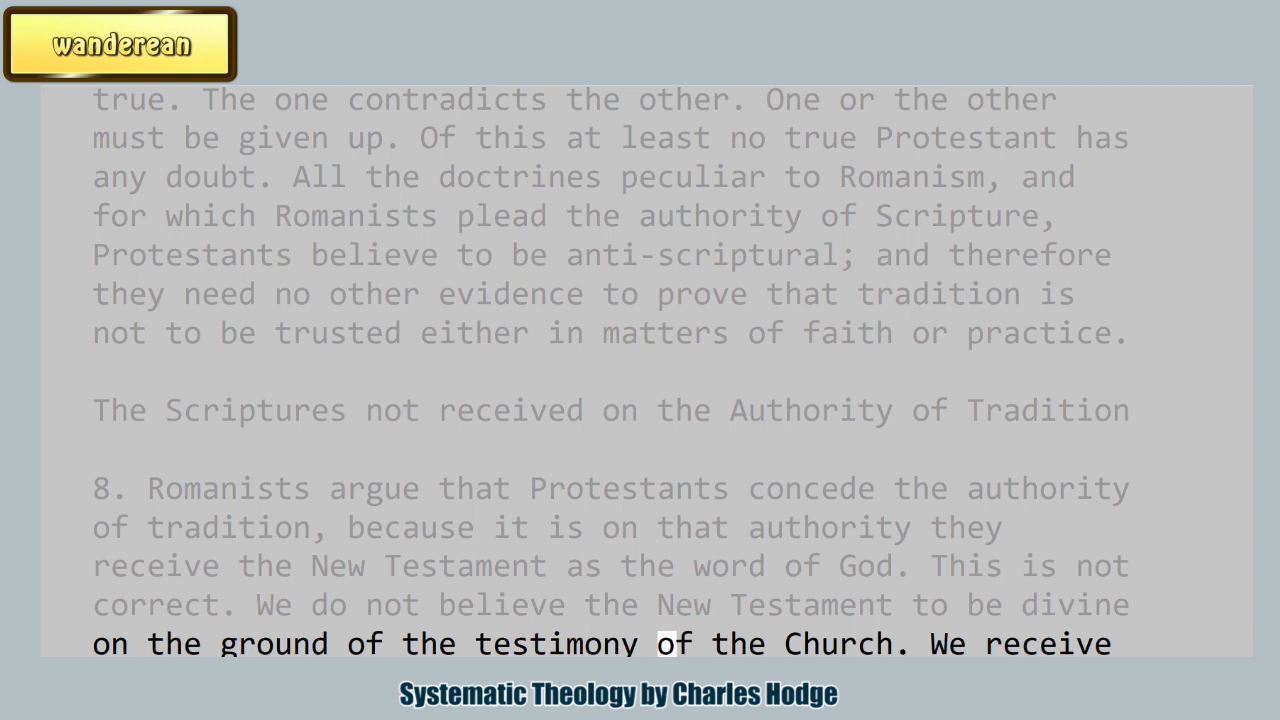 wanderean
true. The one contradicts the other. One or the other
must be given up. Of this at least no true Protestant has
any doubt. All the doctrines peculiar to Romanism, and
for which Romanists plead the authority of Scripture,
Protestants believe to be anti-scriptural; and therefore
they need no other evidence to prove that tradition is
not to be trusted either in matters of faith or practice.
The Scriptures not received on the Authority of Tradition
8. Romanists argue that Protestants concede the authority
of tradition, because it is on that authority they
receive the New Testament as the word of God. This is not
correct. We do not believe the New Testament to be divine
on the ground of the testimony of the Church. We receive
Systematic Theology by Charles Hodge